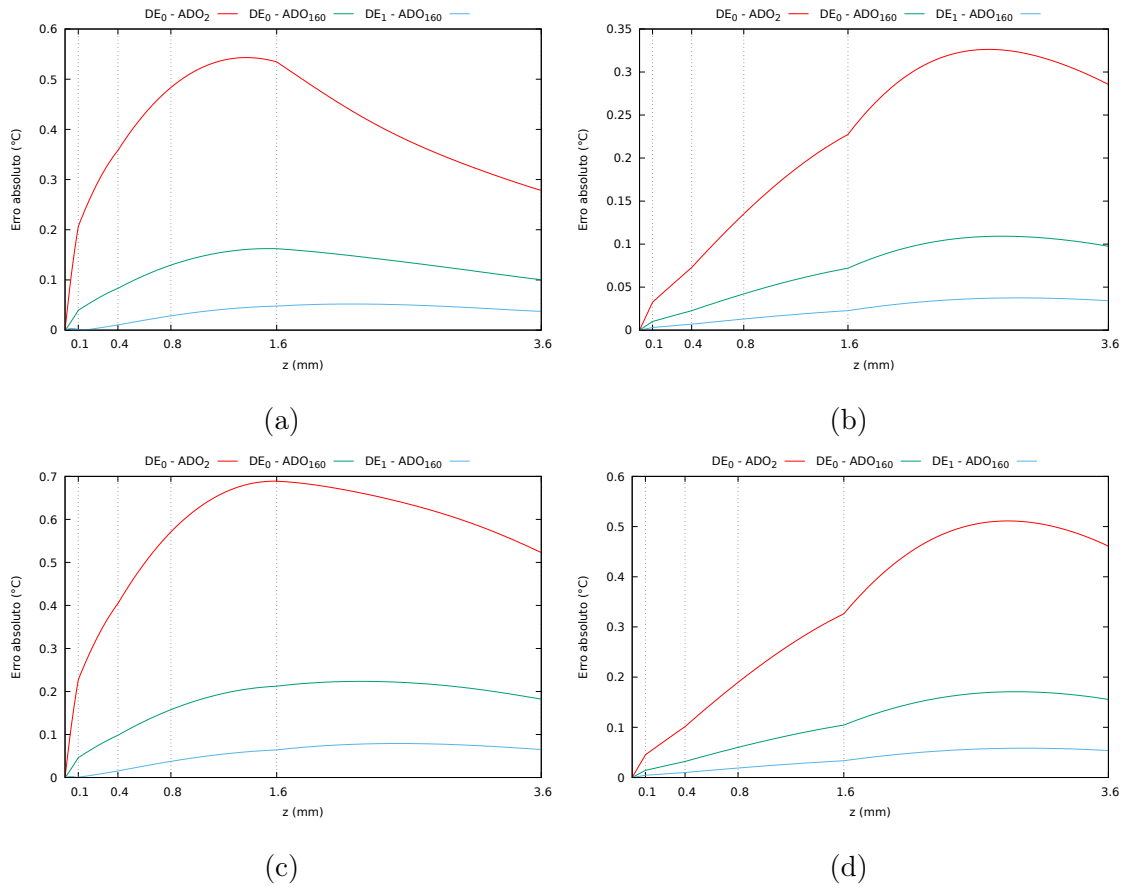 DE₀ - ADO₂ DE₀ - ADO₁₆₀ DE₁ - ADO₁₆₀
0.6
0.5
0.4
0.3
0.2
0.1
0
Erro absoluto (°C)
0.1 0.4 0.8 1.6 3.6
z (mm)
(a)
DE₀ - ADO₂ DE₀ - ADO₁₆₀ DE₁ - ADO₁₆₀
0.35
0.3
0.25
0.2
0.15
0.1
0.05
0
Erro absoluto (°C)
0.1 0.4 0.8 1.6 3.6
z (mm)
(b)
DE₀ - ADO₂ DE₀ - ADO₁₆₀ DE₁ - ADO₁₆₀
0.7
0.6
0.5
0.4
0.3
0.2
0.1
0
Erro absoluto (°C)
0.1 0.4 0.8 1.6 3.6
z (mm)
(c)
DE₀ - ADO₂ DE₀ - ADO₁₆₀ DE₁ - ADO₁₆₀
0.6
0.5
0.4
0.3
0.2
0.1
0
Erro absoluto (°C)
0.1 0.4 0.8 1.6 3.6
z (mm)
(d)